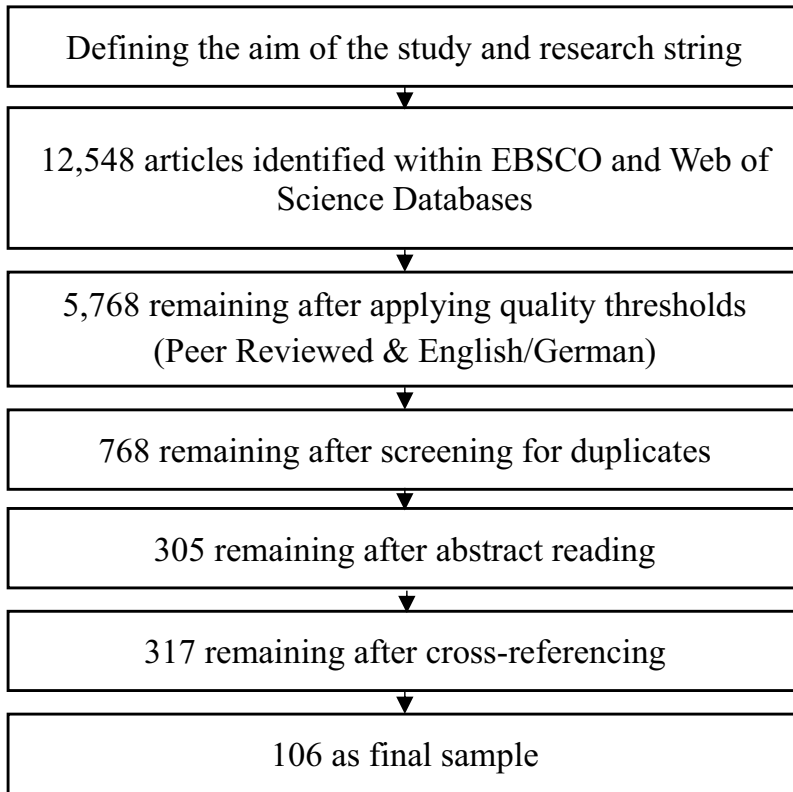 Defining the aim of the study and research string
12,548 articles identified within EBSCO and Web of
Science Databases
5,768 remaining after applying quality thresholds
(Peer Reviewed & English/German)
768 remaining after screening for duplicates
305 remaining after abstract reading
317 remaining after cross-referencing
106 as final sample